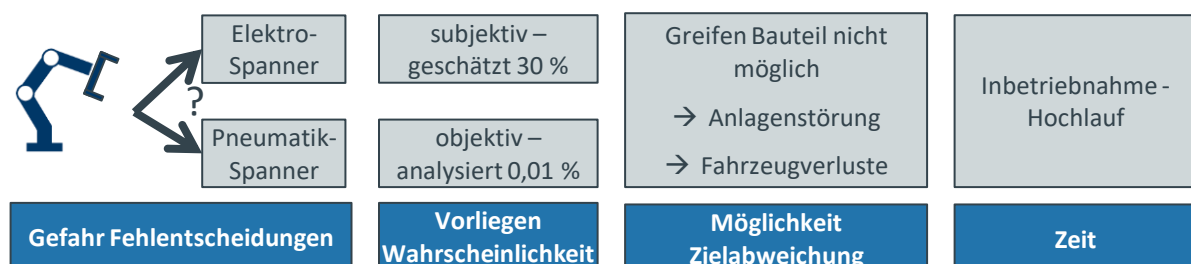 Elektro-
Spanner
?
Pneumatik-
Spanner
subjektiv –
geschätzt 30 %
objektiv –
analysiert 0,01 %
Greifen Bauteil nicht
möglich
→ Anlagenstörung
→ Fahrzeugverluste
Inbetriebnahme -
Hochlauf
Gefahr Fehlentscheidungen
Vorliegen
Wahrscheinlichkeit
Möglichkeit
Zielabweichung
Zeit